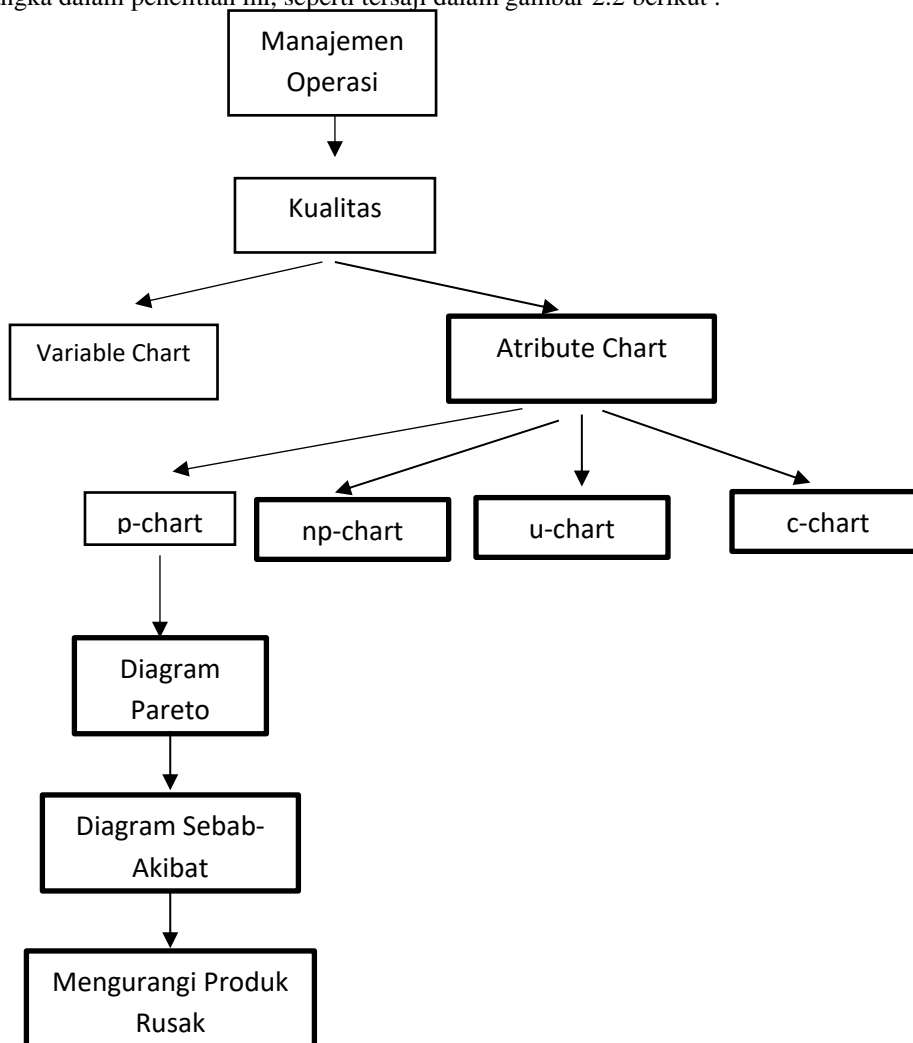 dalam penelitian ini, seperti tersaji dalam gambar 2.2 berikut :
Manajemen
Operasi
Kualitas
Variable Chart
Atribute Chart
p-chart
np-chart
u-chart
c-chart
Diagram
Pareto
Diagram Sebab-
Akibat
Mengurangi Produk
Rusak